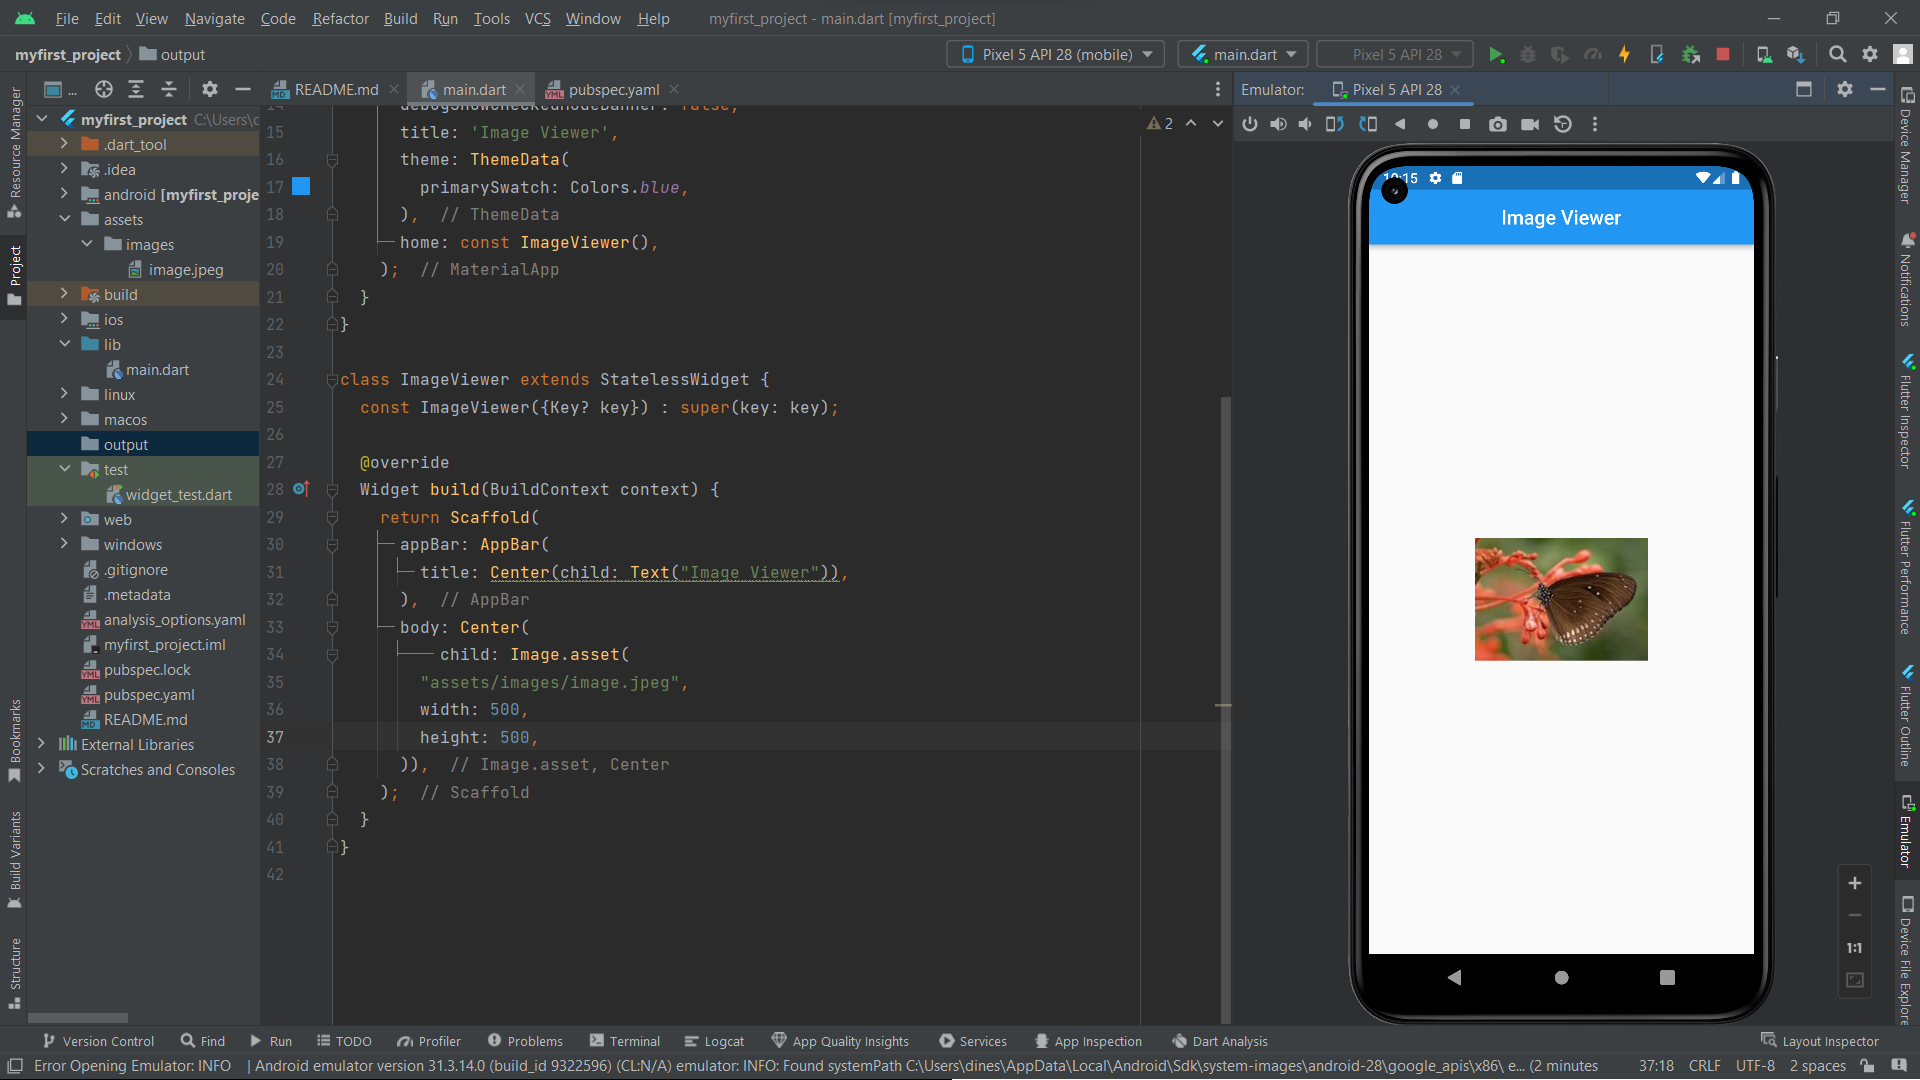 File Edit View Navigate Code Refactor Build Run Tools VCS Window Help myfirst_project - main.dart [myfirst_project]
myfirst_project output Pixel 5 API 28 (mobile) main.dart Pixel 5 API 28
... README.md main.dart pubspec.yaml Emulator: Pixel 5 API 28
Resource Manager
Project
Bookmarks
Build Variants
Structure
myfirst_project C:\Users\c
.dart_tool
.idea
android [myfirst_proje
assets
images
image.jpeg
build
ios
lib
main.dart
linux
macos
output
test
widget_test.dart
web
windows
.gitignore
.metadata
analysis_options.yaml
myfirst_project.iml
pubspec.lock
pubspec.yaml
README.md
External Libraries
Scratches and Consoles
2
15 title: 'Image Viewer',
16 theme: ThemeData(
17 primarySwatch: Colors.blue,
18 ), // ThemeData
19 home: const ImageViewer(),
20 ); // MaterialApp
21 }
22 }
23
24 class ImageViewer extends StatelessWidget {
25 const ImageViewer({Key? key}) : super(key: key);
26
27 @override
28 Widget build(BuildContext context) {
29 return Scaffold(
30 appBar: AppBar(
31 title: Center(child: Text("Image Viewer")),
32 ), // AppBar
33 body: Center(
34 child: Image.asset(
35 "assets/images/image.jpeg",
36 width: 500,
37 height: 500,
38 )), // Image.asset, Center
39 ); // Scaffold
40 }
41 }
42
Image Viewer
1:1
Device Manager
Notifications
Flutter Inspector
Flutter Performance
Flutter Outline
Emulator
Device File Explore
Version Control Find Run TODO Profiler Problems Terminal Logcat App Quality Insights Services App Inspection Dart Analysis Layout Inspector
Error Opening Emulator: INFO | Android emulator version 31.3.14.0 (build_id 9322596) (CL:N/A) emulator: INFO: Found systemPath C:\Users\dines\AppData\Local\Android\Sdk\system-images\android-28\google_apis\x86\ e... (2 minutes 37:18 CRLF UTF-8 2 spaces